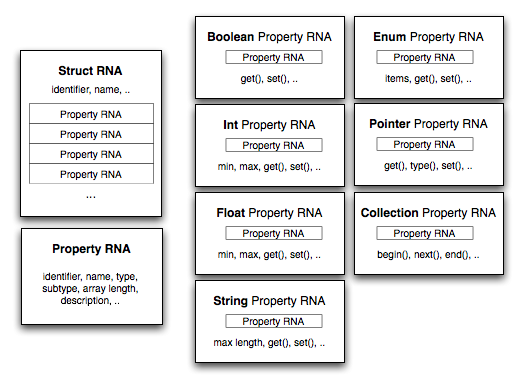 Struct RNA
identifier, name, ..
Property RNA
Property RNA
Property RNA
Property RNA
...
Property RNA
identifier, name, type,
subtype, array length,
description, ..
Boolean Property RNA
Property RNA
get(), set(), ..
Int Property RNA
Property RNA
min, max, get(), set(), ..
Float Property RNA
Property RNA
min, max, get(), set(), ..
String Property RNA
Property RNA
max length, get(), set(), ..
Enum Property RNA
Property RNA
items, get(), set(), ..
Pointer Property RNA
Property RNA
get(), type(), set(), ..
Collection Property RNA
Property RNA
begin(), next(), end(), ..